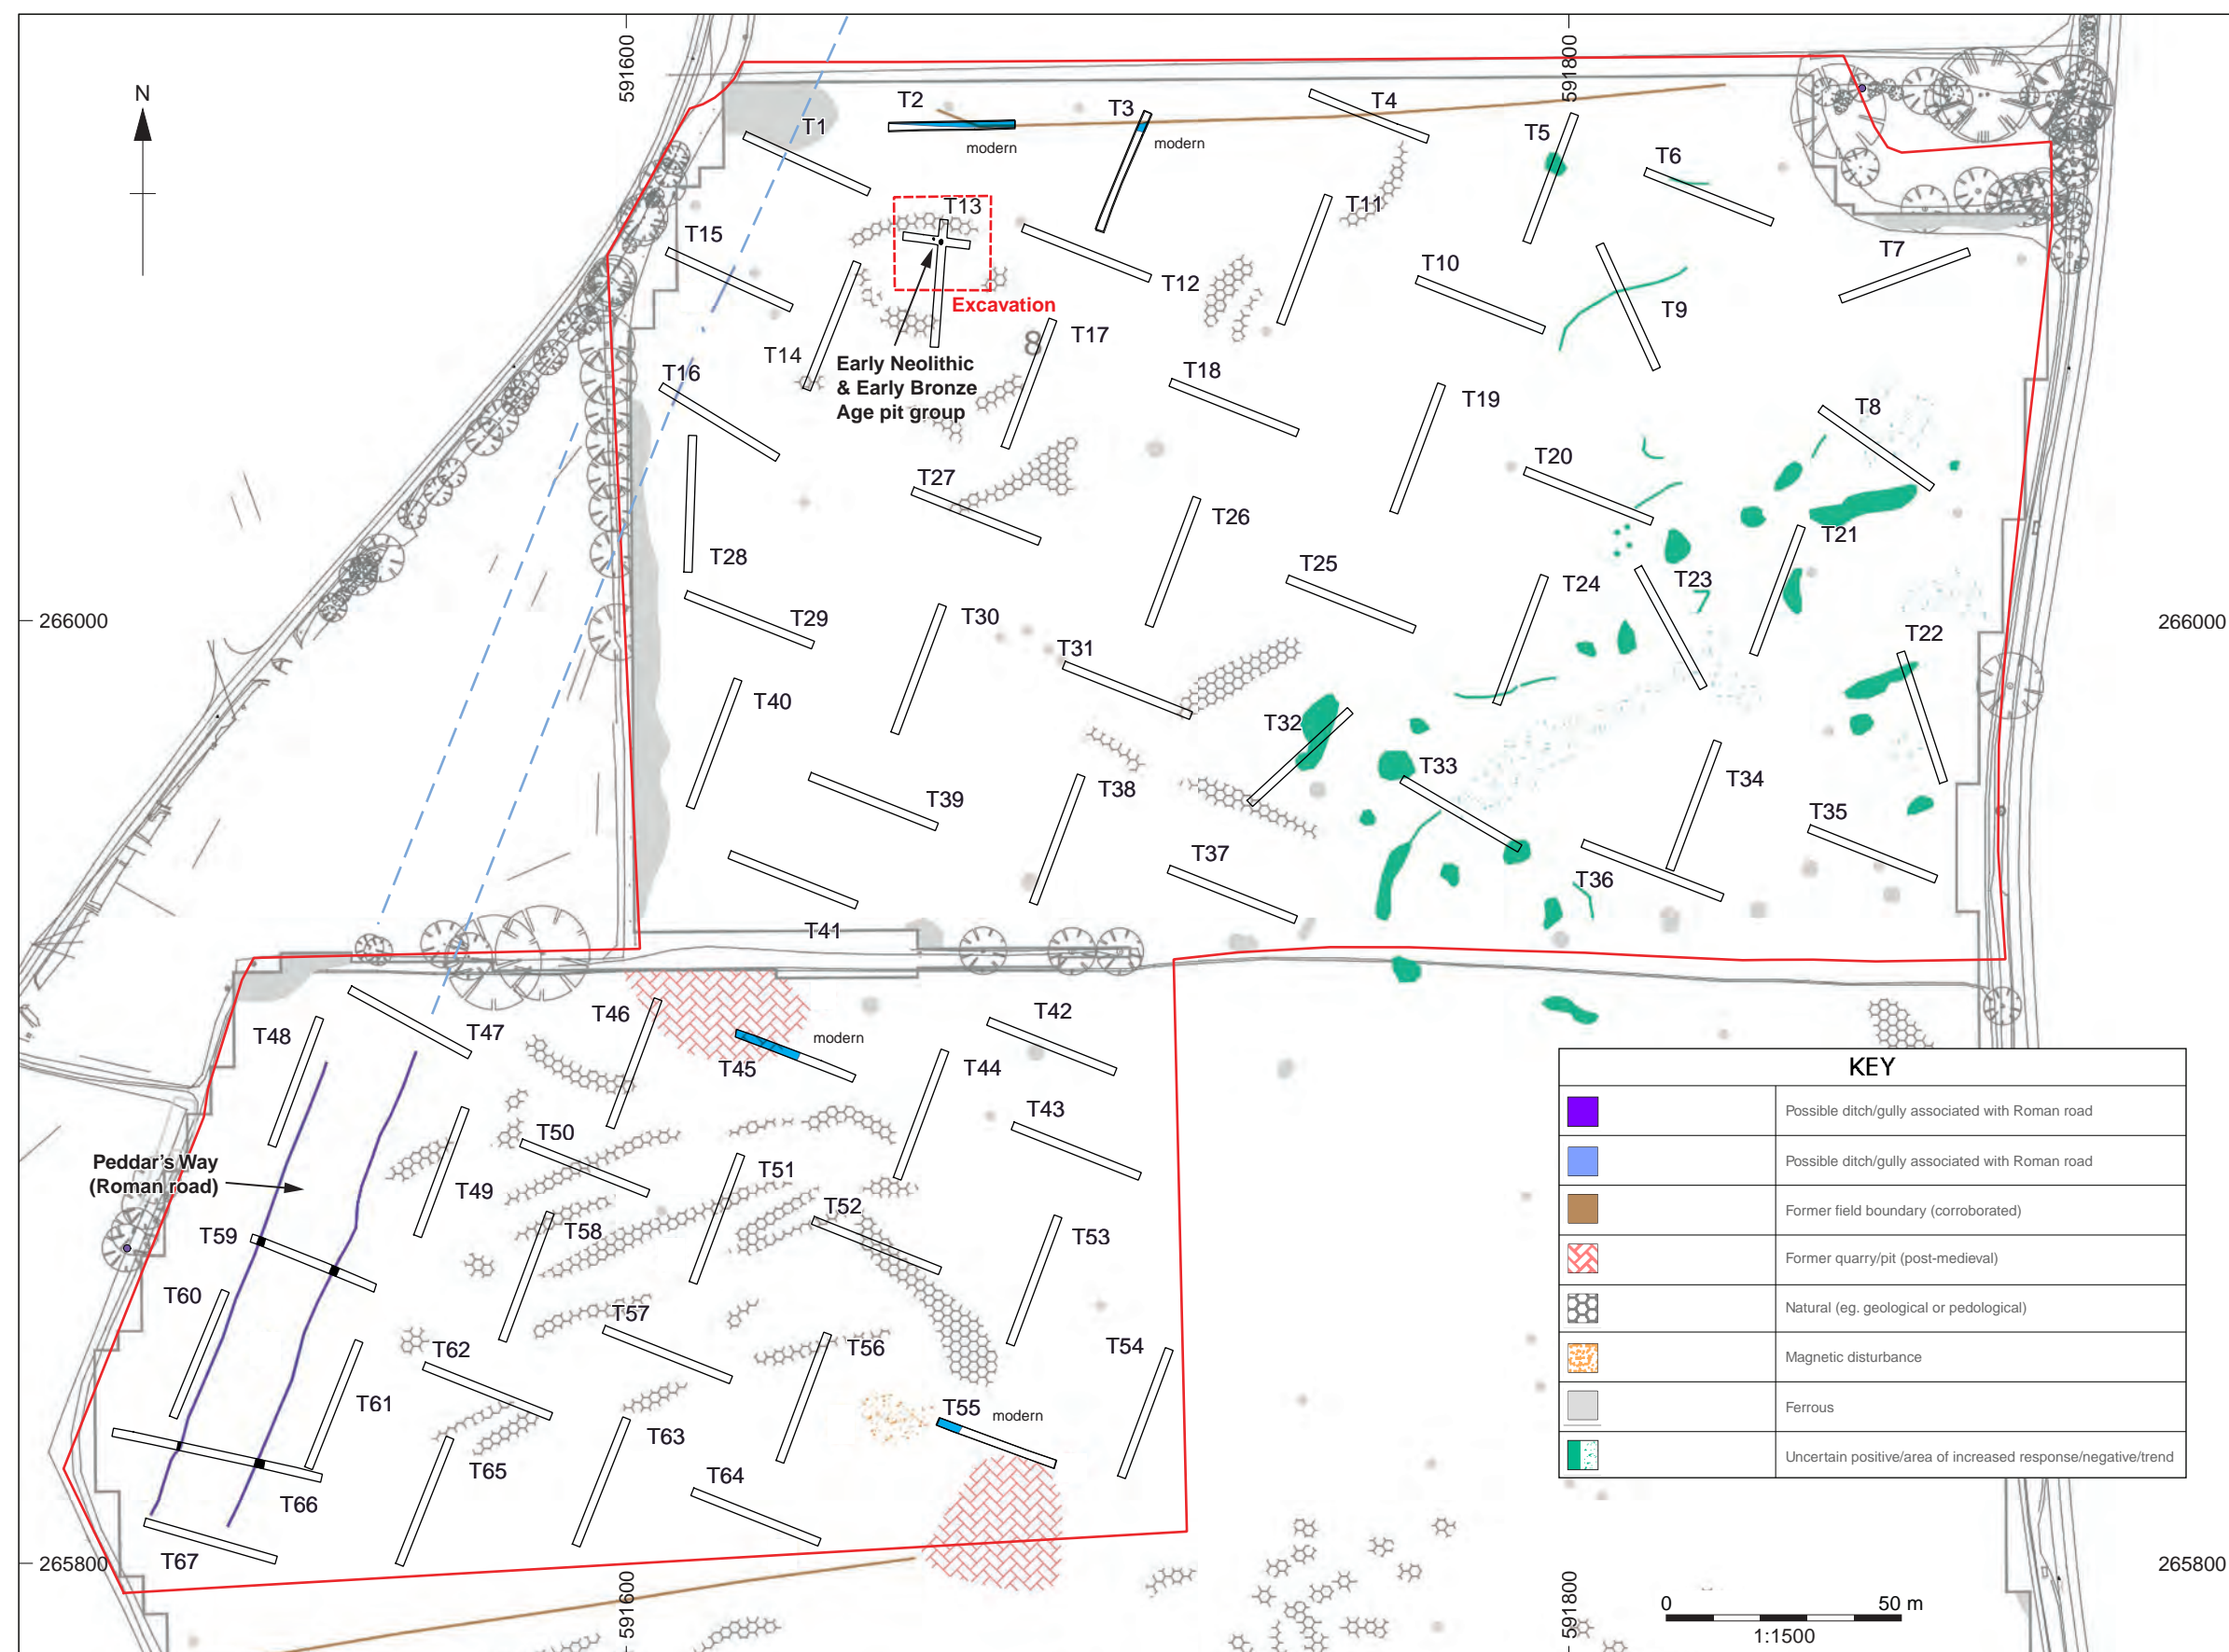 591600
591800
N
T1
T2
modern
T3
modern
T4
T5
T6
T7
T13
T11
T15
T12
T10
T9
Excavation
T14
T17
T16
Early Neolithic
& Early Bronze
Age pit group
T18
T19
T8
T20
T27
T26
T21
T28
T25
T24
T23
266000
T29
T30
T31
T22
266000
T40
T32
T33
T34
T39
T38
T35
T37
T36
T41
T48
T47
T46
T45
modern
T42
T44
T43
T50
T51
T49
Peddar's Way
(Roman road)
T59
T58
T52
T53
T60
T57
T56
T54
T62
T61
T55
modern
T63
T65
T64
T66
T67
KEY
Possible ditch/gully associated with Roman road
Possible ditch/gully associated with Roman road
Former field boundary (corroborated)
Former quarry/pit (post-medieval)
Natural (eg. geological or pedological)
Magnetic disturbance
Ferrous
Uncertain positive/area of increased response/negative/trend
265800
265800
591600
591800
0
50 m
1:1500